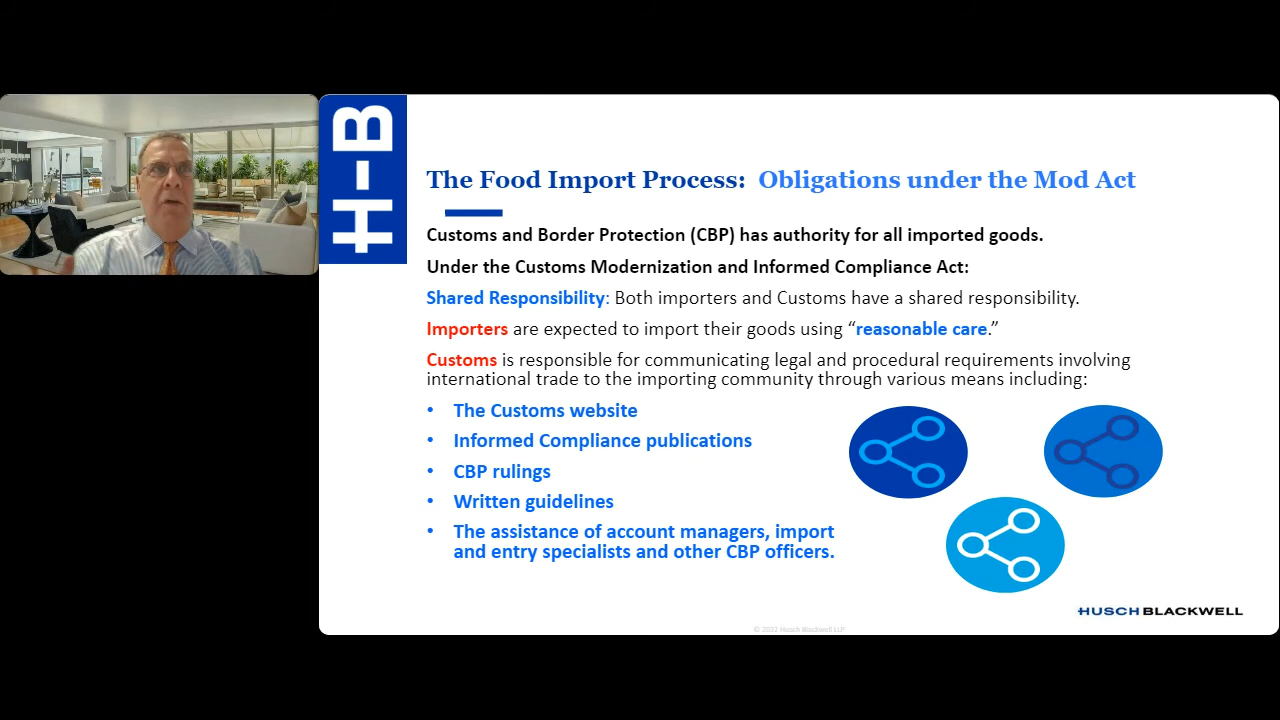 H-B
The Food Import Process: Obligations under the Mod Act
Customs and Border Protection (CBP) has authority for all imported goods.
Under the Customs Modernization and Informed Compliance Act:
Shared Responsibility: Both importers and Customs have a shared responsibility.
Importers are expected to import their goods using “reasonable care.”
Customs is responsible for communicating legal and procedural requirements involving
international trade to the importing community through various means including:
• The Customs website
• Informed Compliance publications
• CBP rulings
• Written guidelines
• The assistance of account managers, import
and entry specialists and other CBP officers.
HUSCH BLACKWELL
© 2022 Husch Blackwell LLP